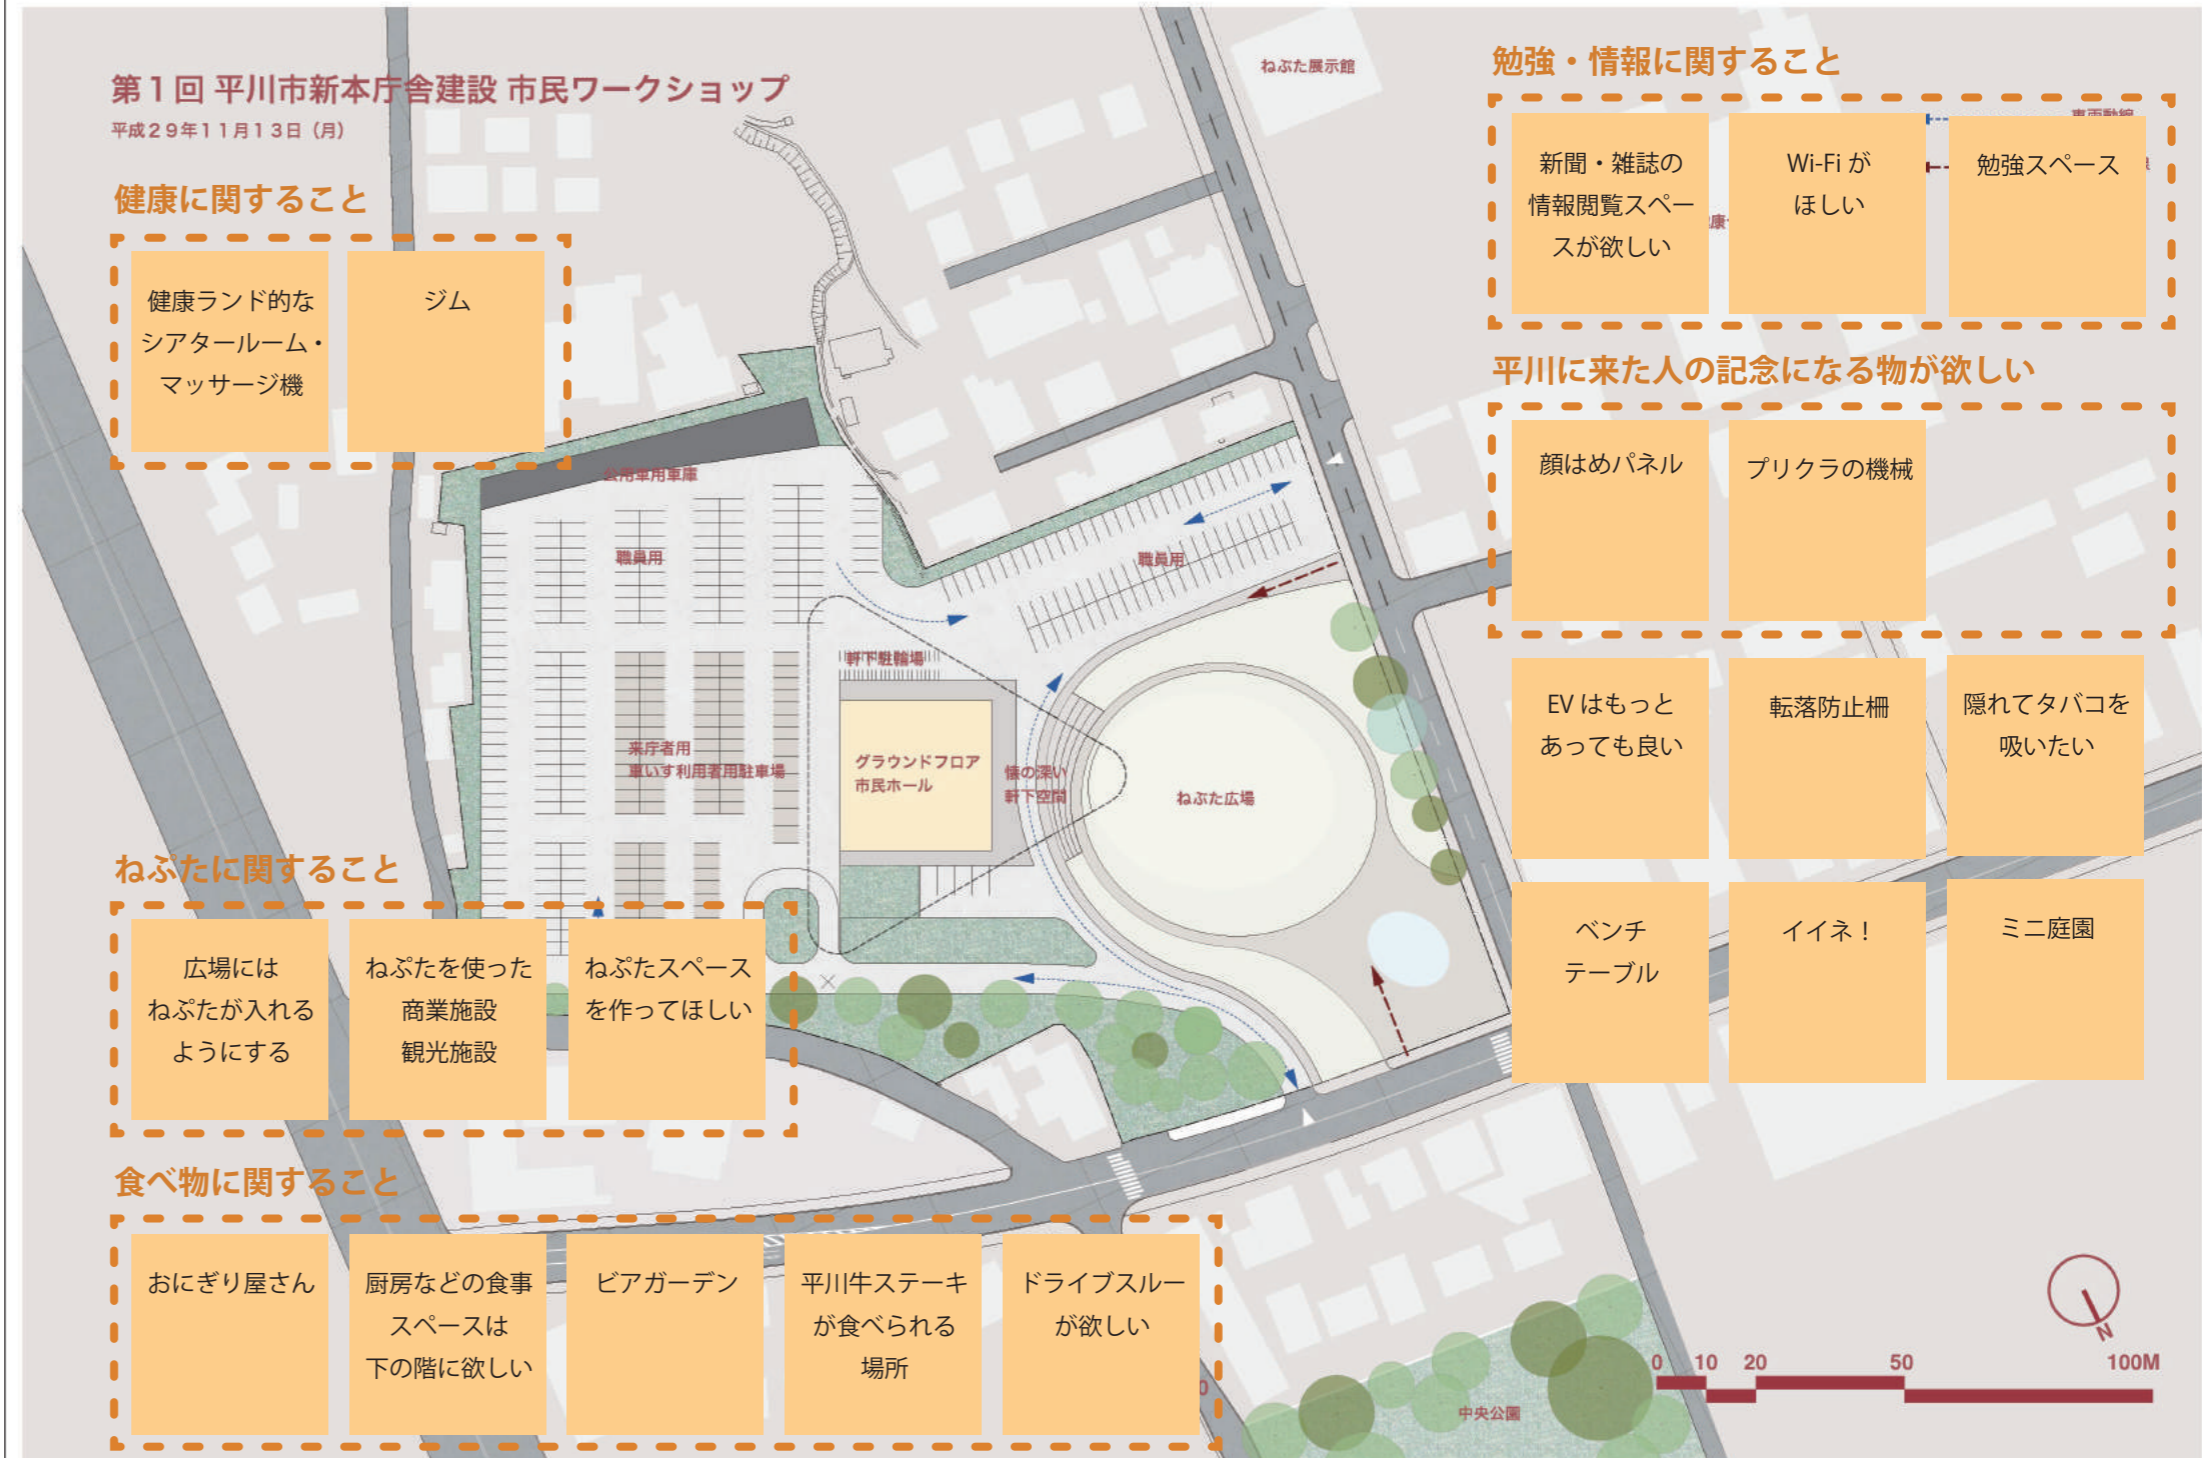 第1回 平川市新本庁舎建設 市民ワークショップ
平成29年11月13日（月）
健康に関すること
健康ランド的な
シアタールーム・
マッサージ機
ジム
ねぷた展示館
勉強・情報に関すること
新聞・雑誌の
情報閲覧スペー
スが欲しい
Wi-Fi が
ほしい
勉強スペース
平川に来た人の記念になる物が欲しい
顔はめパネル
プリクラの機械
EV はもっと
あっても良い
転落防止柵
隠れてタバコを
吸いたい
ベンチ
テーブル
イイネ！
ミニ庭園
公用車用車庫
職員用
職員用
軒下駐輪場
来庁者用
車いす利用者用駐車場
グラウンドフロア
市民ホール
懐の深い
軒下空間
ねぷた広場
ねぷたに関すること
広場には
ねぷたが入れる
ようにする
ねぷたを使った
商業施設
観光施設
ねぷたスペース
を作ってほしい
食べ物に関すること
おにぎり屋さん
厨房などの食事
スペースは
下の階に欲しい
ビアガーデン
平川牛ステーキ
が食べられる
場所
ドライブスルー
が欲しい
中央公園
N
0 10 20 50 100M